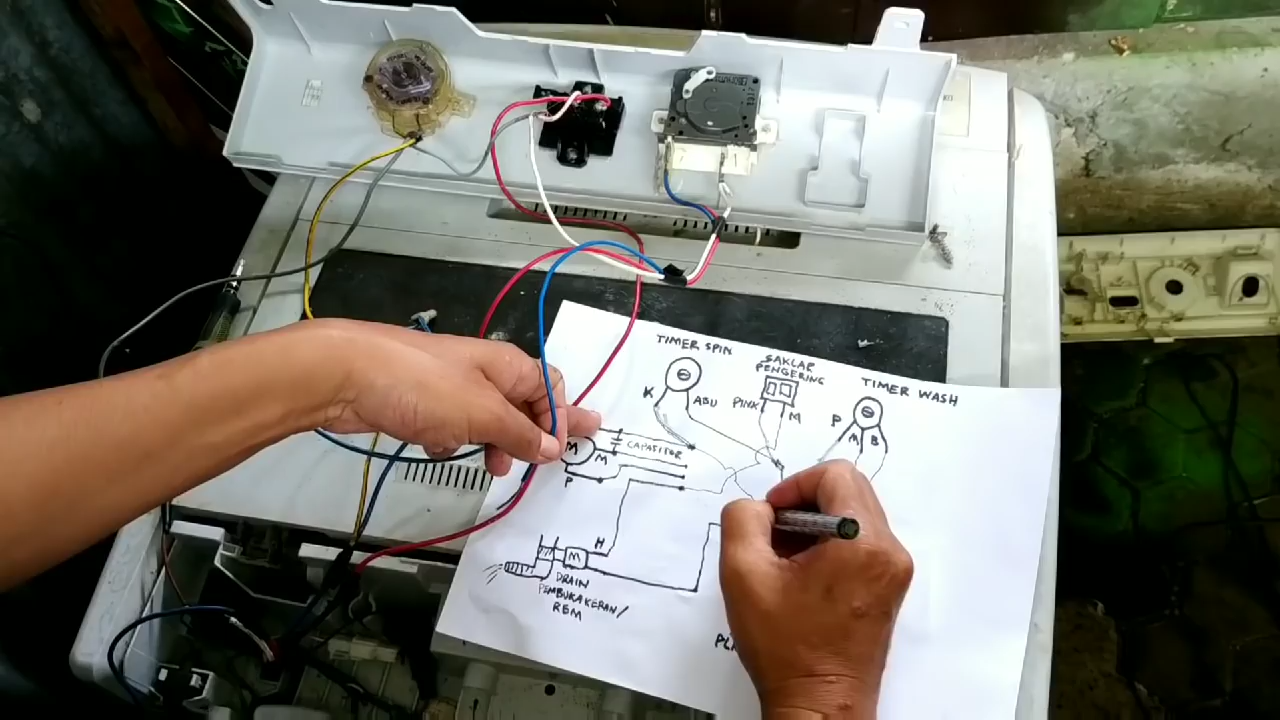 TIMER SPIN
K
ABU
SAKLAR
PENGERING
PINK
M
TIMER WASH
P
A
B
M
M
CAPASITOR
P
H
M
DRAIN
PEMBUKA KERAN/
REM